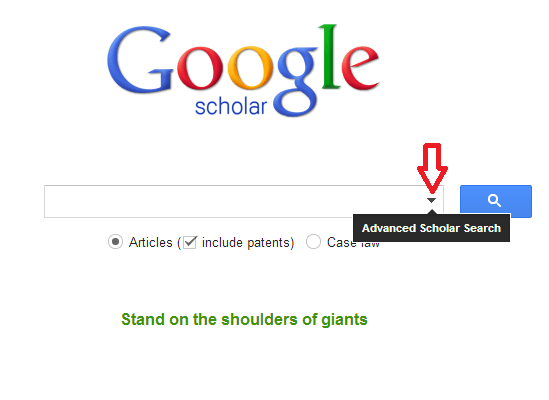 Google
scholar
Advanced Scholar Search
Articles (include patents) Case law
Stand on the shoulders of giants